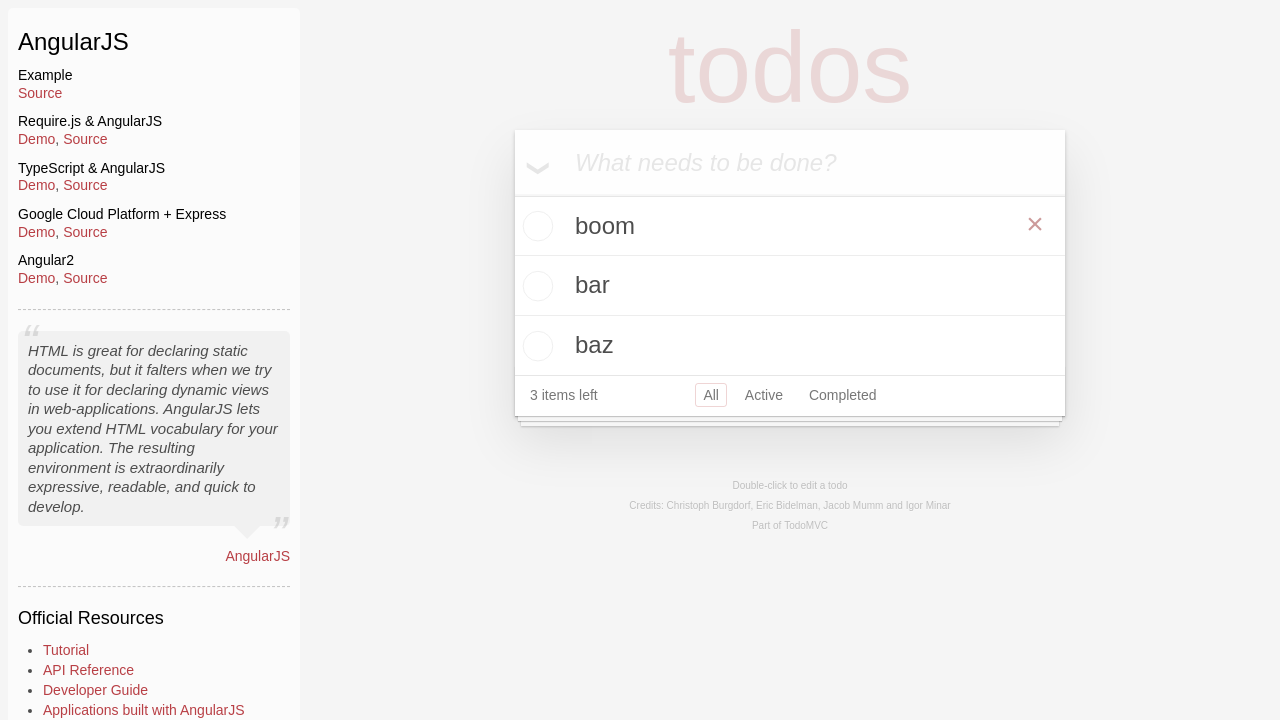 AngularJS
Example
Source
Require.js & AngularJS
Demo, Source
TypeScript & AngularJS
Demo, Source
Google Cloud Platform + Express
Demo, Source
Angular2
Demo, Source
“
HTML is great for declaring static
documents, but it falters when we try
to use it for declaring dynamic views
in web-applications. AngularJS lets
you extend HTML vocabulary for your
application. The resulting
environment is extraordinarily
expressive, readable, and quick to
develop.
”
AngularJS
Official Resources
Tutorial
API Reference
Developer Guide
Applications built with AngularJS
todos
What needs to be done?
boom
×
bar
baz
3 items left
All
Active
Completed
Double-click to edit a todo
Credits: Christoph Burgdorf, Eric Bidelman, Jacob Mumm and Igor Minar
Part of TodoMVC